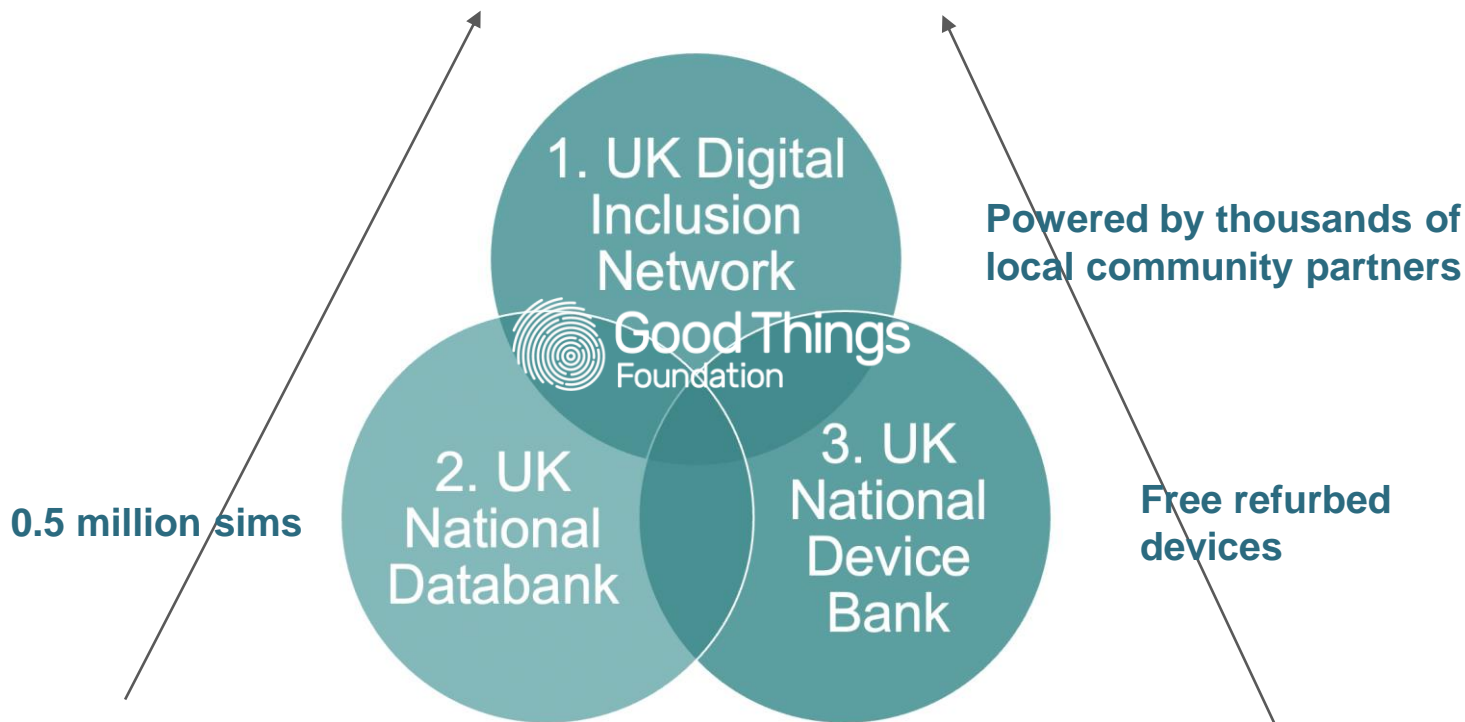 1. UK Digital
Inclusion
Network
Powered by thousands of
local community partners
Good Things
Foundation
2. UK
National
Databank
0.5 million sims
3. UK
National
Device
Bank
Free refurbed
devices